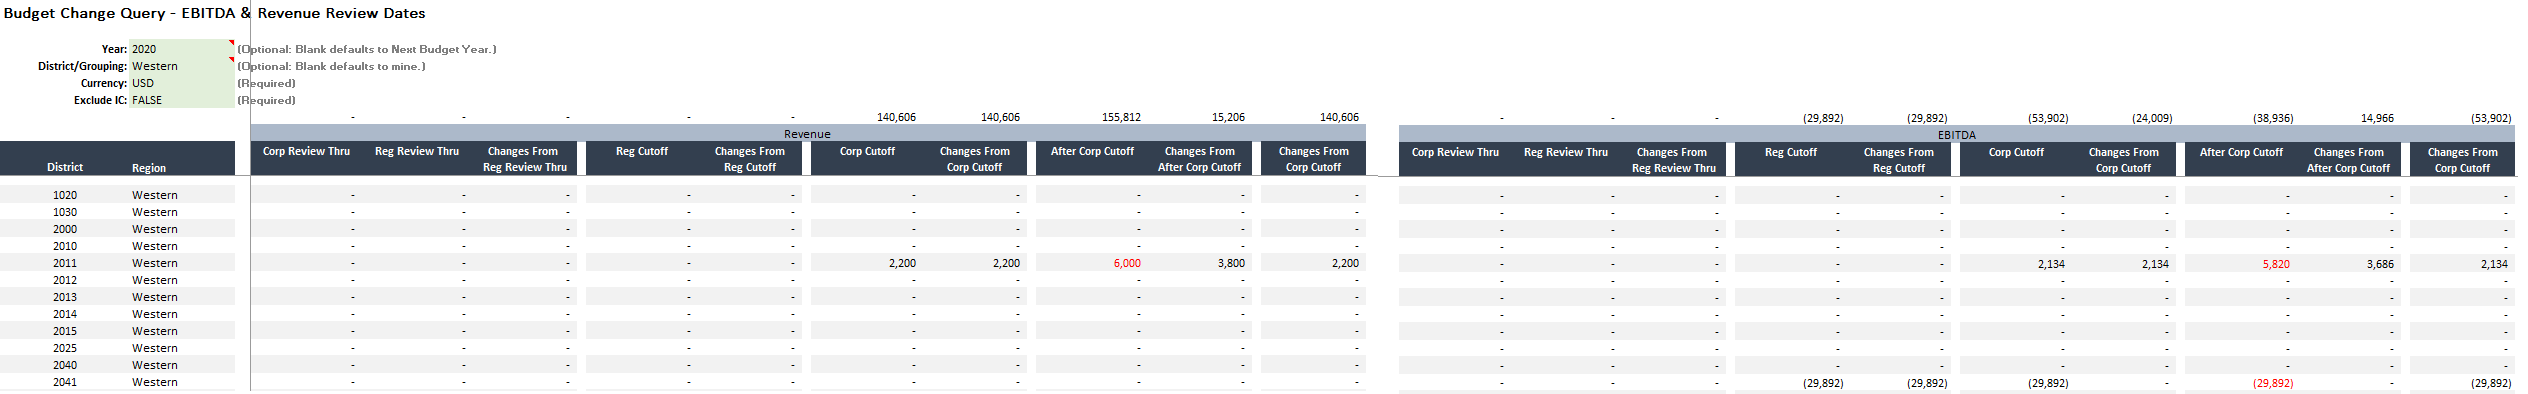 Budget Change Query - EBITDA & Revenue Review Dates
Year: 2020 (Optional: Blank defaults to Next Budget Year.)
District/Grouping: Western (Optional: Blank defaults to mine.)
Currency: USD (Required)
Exclude IC: FALSE (Required)
- - - - - 140,606 140,606 155,812 15,206 140,606 - - - (29,892) (29,892) (53,902) (24,009) (38,936) 14,966 (53,902)
Revenue EBITDA
Corp Review Thru Reg Review Thru Changes From Reg Cutoff Changes From Corp Cutoff Changes From After Corp Cutoff Changes From Changes From Corp Review Thru Reg Review Thru Changes From Reg Cutoff Changes From Corp Cutoff Changes From After Corp Cutoff Changes From Changes From
District Region Reg Review Thru Reg Cutoff Corp Cutoff After Corp Cutoff Corp Cutoff Reg Review Thru Reg Cutoff Corp Cutoff After Corp Cutoff Corp Cutoff
1020 Western - - - - - - - - - - - - - - - - - - - -
1030 Western - - - - - - - - - - - - - - - - - - - -
2000 Western - - - - - - - - - - - - - - - - - - - -
2010 Western - - - - - - - - - - - - - - - - - - - -
2011 Western - - - - - 2,200 2,200 6,000 3,800 2,200 - - - - - 2,134 2,134 5,820 3,686 2,134
2012 Western - - - - - - - - - - - - - - - - - - - -
2013 Western - - - - - - - - - - - - - - - - - - - -
2014 Western - - - - - - - - - - - - - - - - - - - -
2015 Western - - - - - - - - - - - - - - - - - - - -
2025 Western - - - - - - - - - - - - - - - - - - - -
2040 Western - - - - - - - - - - - - - - - - - - - -
2041 Western - - - - - - - - - - - - - (29,892) (29,892) (29,892) - (29,892) - (29,892)